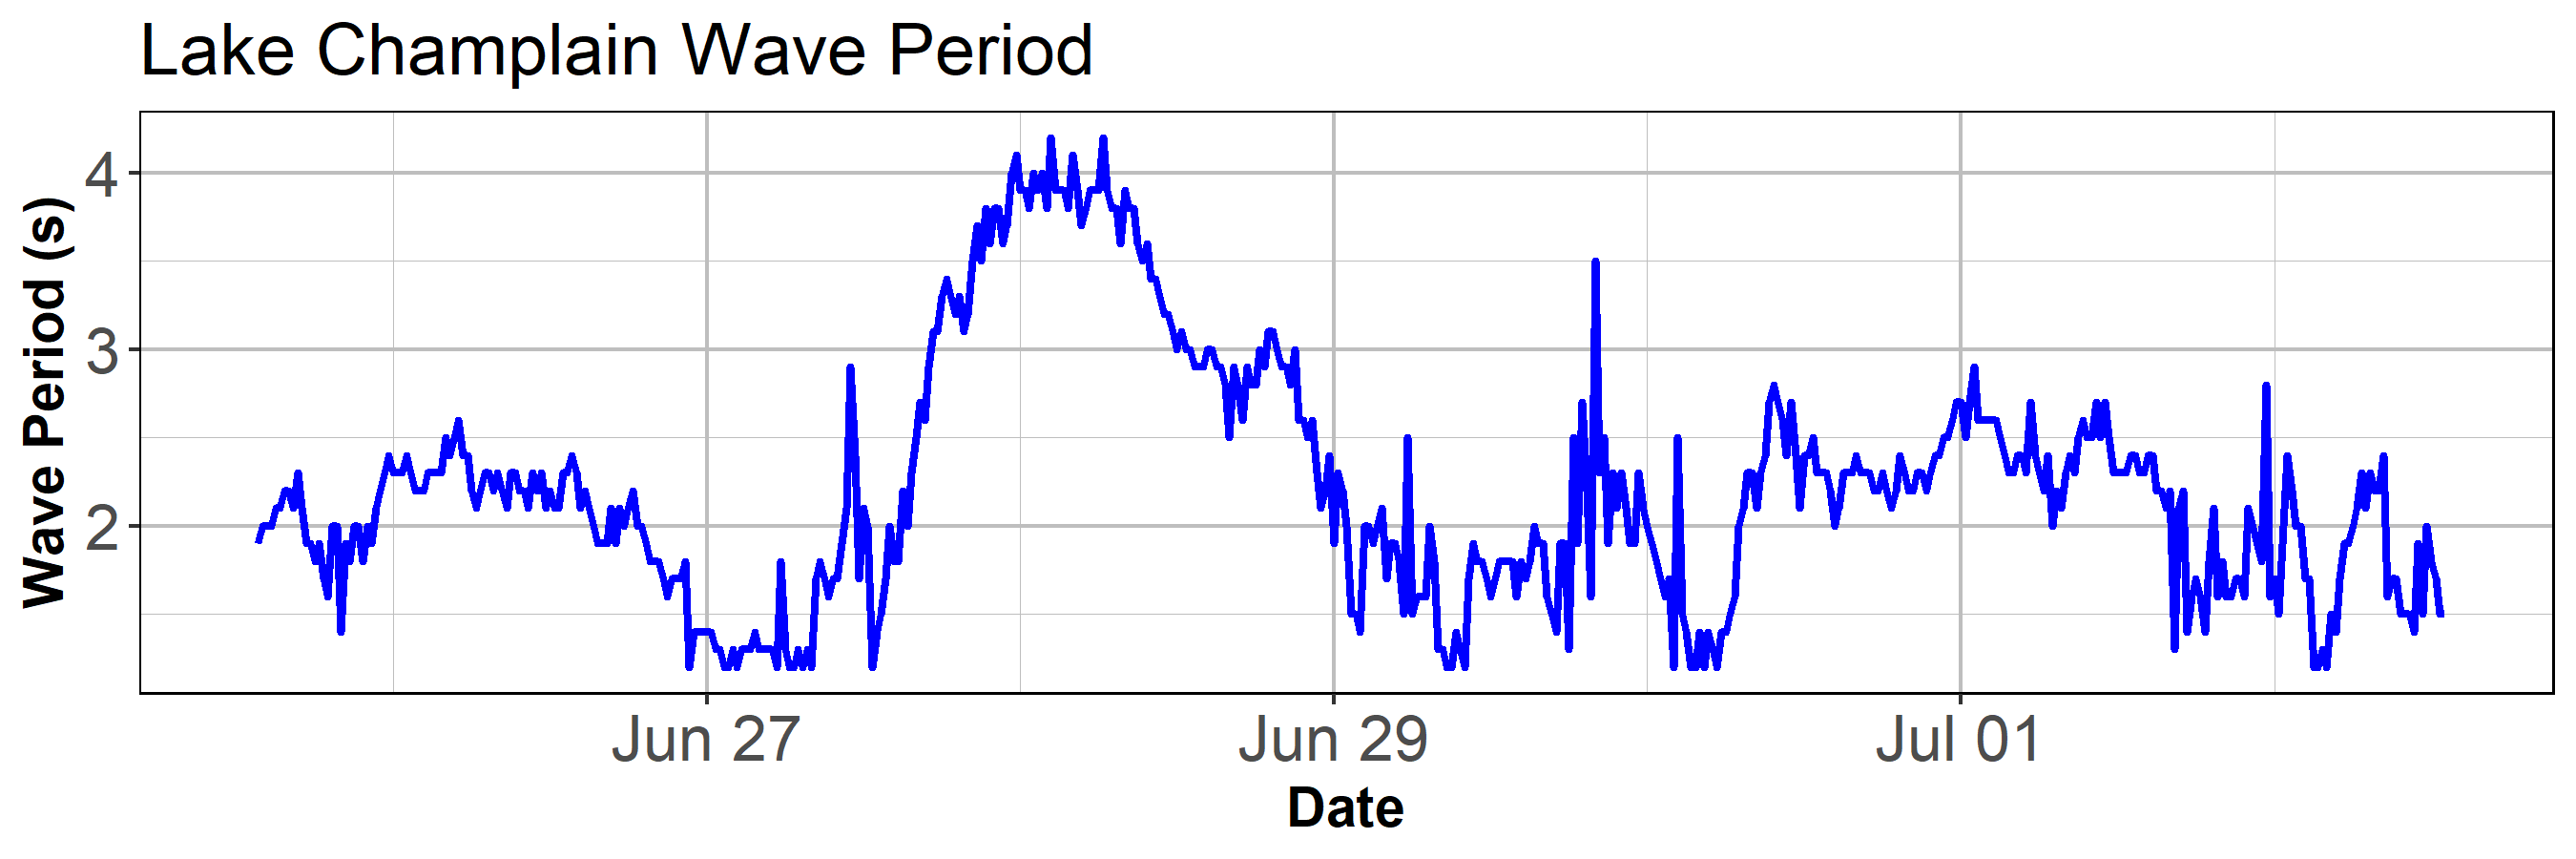 Lake Champlain Wave Period
Wave Period (s)
4
3
2
Jun 27
Jun 29
Jul 01
Date